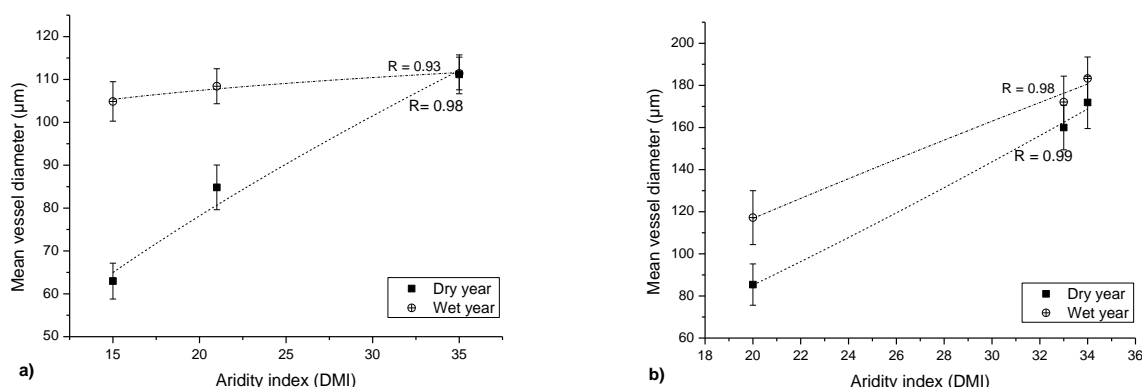 110
100
90
80
70
60
50
Mean vessel diameter (µm)
R = 0.93
R= 0.98
Dry year
Wet year
15 20 25 30 35
Aridity index (DMI)
a)
200
180
160
140
120
100
80
60
Mean vessel diameter (µm)
R = 0.98
R = 0.99
Dry year
Wet year
18 20 22 24 26 28 30 32 34 36
Aridity index (DMI)
b)